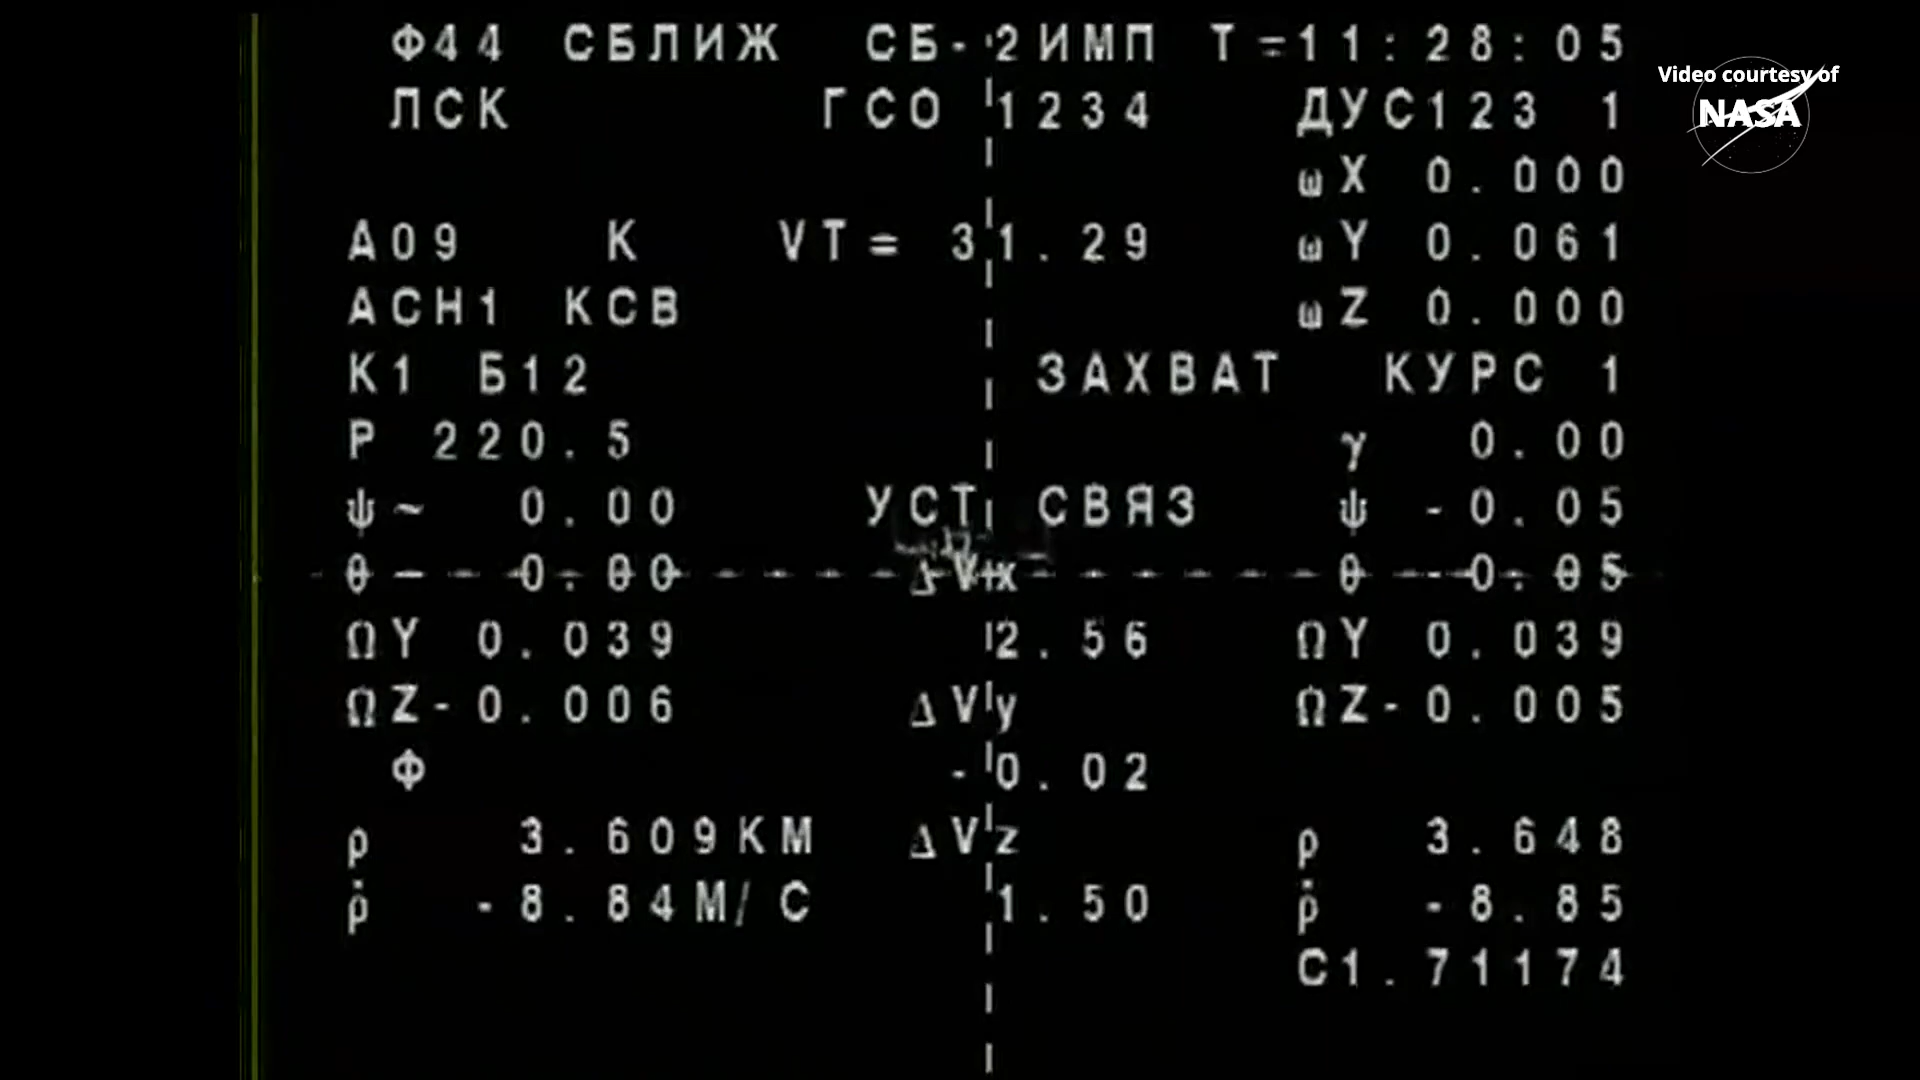 Ф44 СБЛИЖ СБ-2ИМП Т=11:28:05
Video courtesy of
NASA
ЛСК ГСО 1234 ДУС123 1
ωX 0.000
А09 К VT= 31.29 ωY 0.061
АСН1 КСВ ωZ 0.000
К1 Б12 ЗАХВАТ КУРС 1
Р 220.5 γ 0.00
ψ~ 0.00 УСТ СВЯЗ ψ -0.05
θ 0.00 ΔVx θ -0.05
ΩY 0.039 2.56 ΩY 0.039
ΩZ-0.006 ΔVy ΩZ-0.005
Ф -0.02
ρ 3.609КМ ΔVz ρ 3.648
ρ̇ -8.84М/С 1.50 ρ̇ -8.85
С1.71174